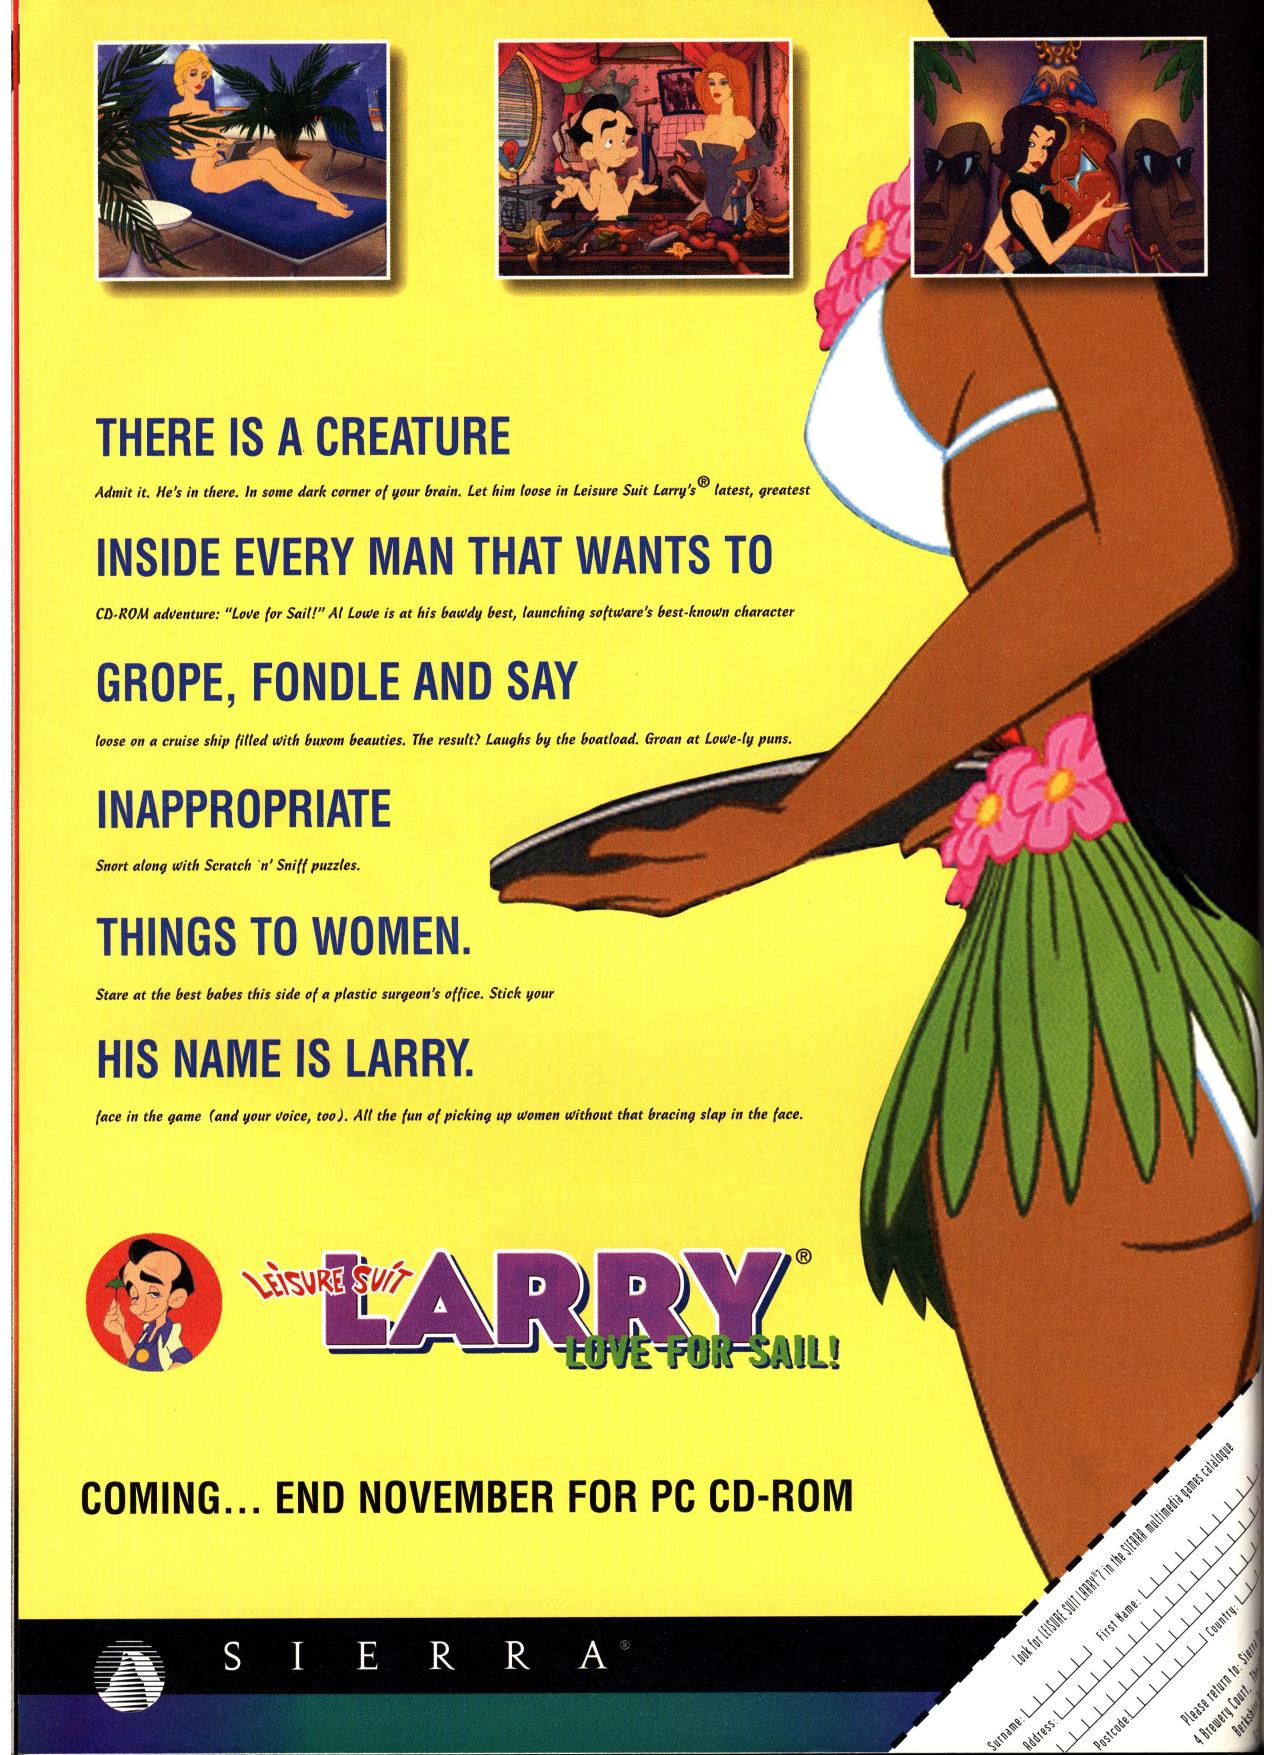 THERE IS A CREATURE
Admit it. He's in there. In some dark corner of your brain. Let him loose in Leisure Suit Larry's® latest, greatest
INSIDE EVERY MAN THAT WANTS TO
CD-ROM adventure: "Love for Sail!" Al Lowe is at his bawdy best, launching software's best-known character
GROPE, FONDLE AND SAY
loose on a cruise ship filled with buxom beauties. The result? Laughs by the boatload. Groan at Lowe-ly puns.
INAPPROPRIATE
Snort along with Scratch 'n' Sniff puzzles.
THINGS TO WOMEN.
Stare at the best babes this side of a plastic surgeon's office. Stick your
HIS NAME IS LARRY.
face in the game (and your voice, too). All the fun of picking up women without that bracing slap in the face.
LEISURE SUIT
LARRY®
LOVE FOR SAIL!
COMING... END NOVEMBER FOR PC CD-ROM
SIERRA®
Look for LEISURE SUIT LARRY®7 in the SIERRA multimedia games catalogue
Surname: First Name:
Address:
Postcode: Country:
Please return to: Sierra
4 Brewery Court,